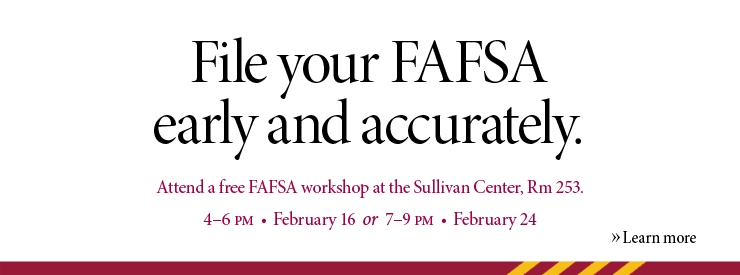 File your FAFSA
early and accurately.
Attend a free FAFSA workshop at the Sullivan Center, Rm 253.
4–6 PM • February 16 or 7–9 PM • February 24
» Learn more